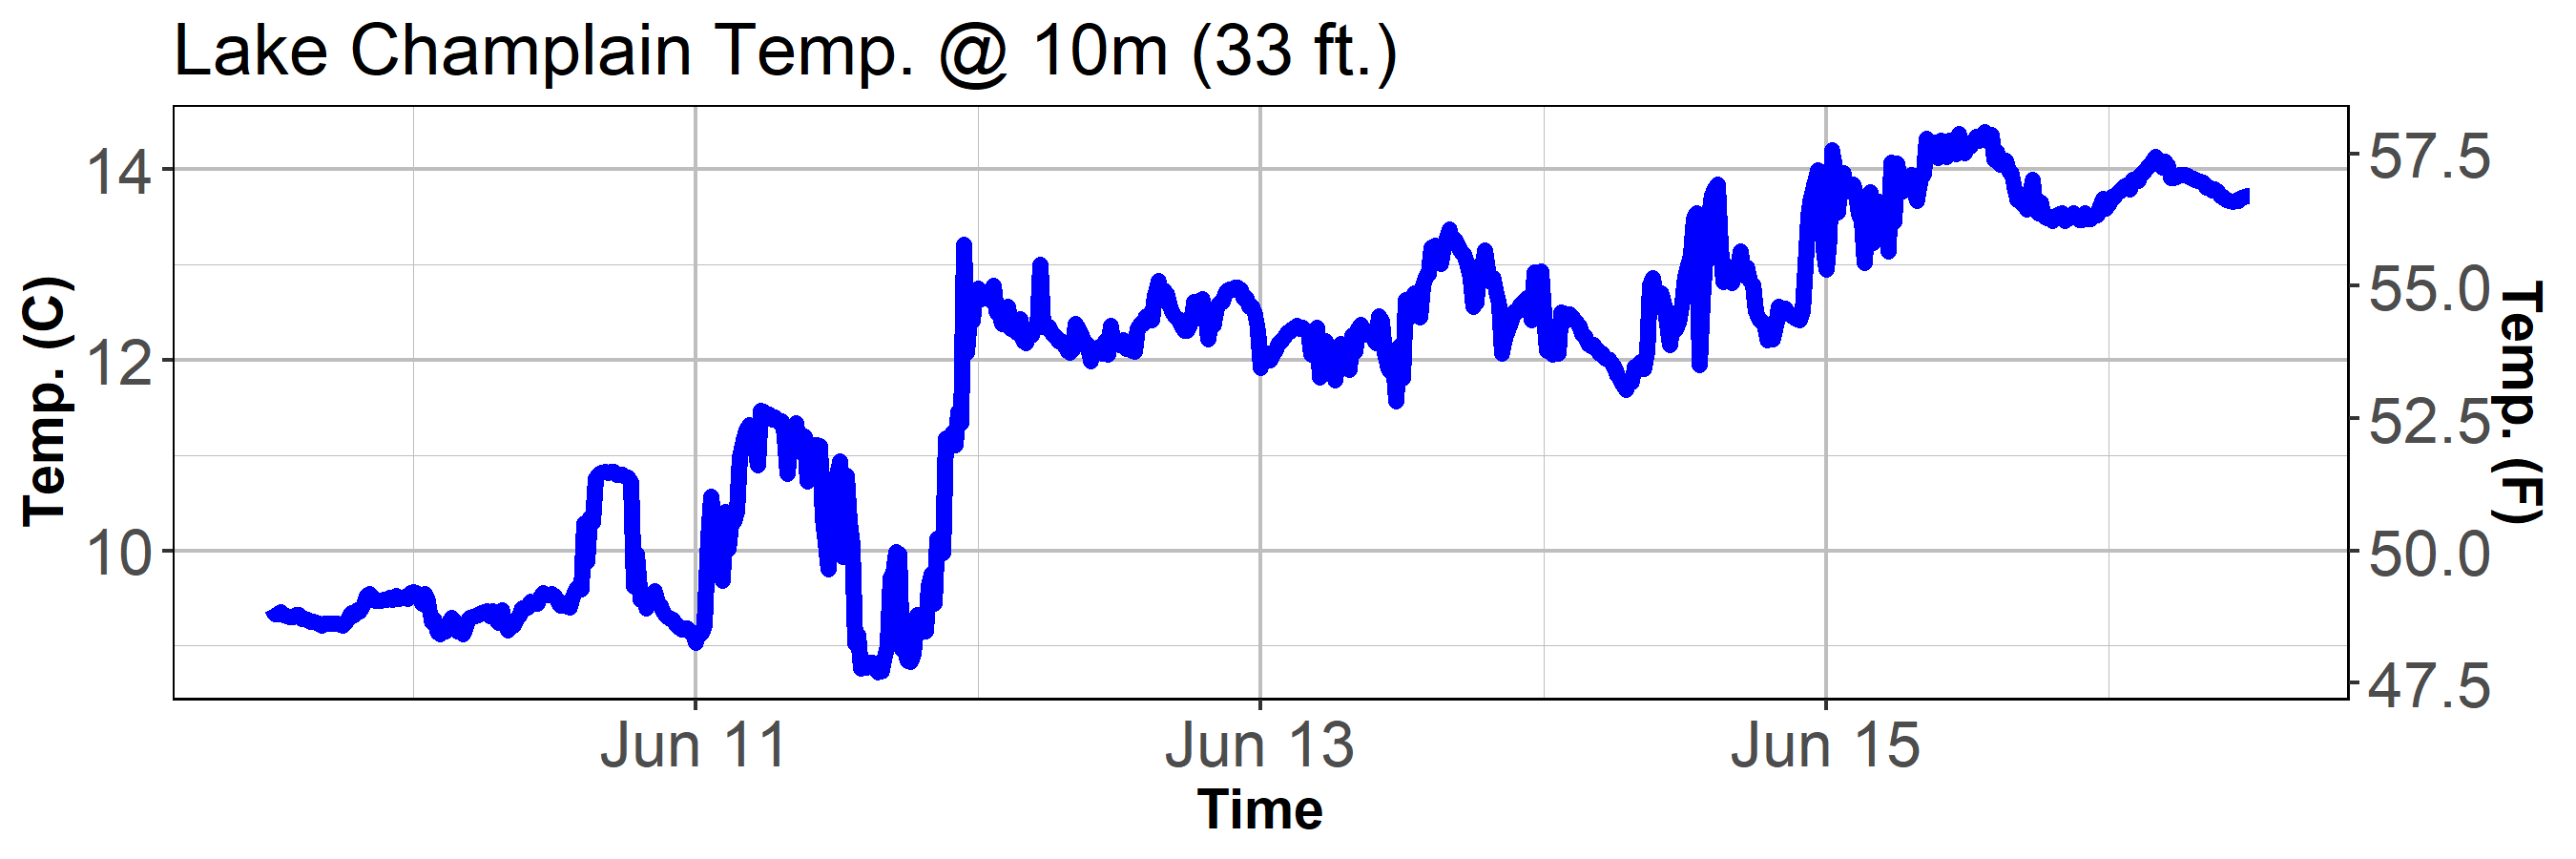 Lake Champlain Temp. @ 10m (33 ft.)
Temp. (C)
14
12
10
57.5
55.0
52.5
50.0
47.5
Temp. (F)
Jun 11
Jun 13
Jun 15
Time